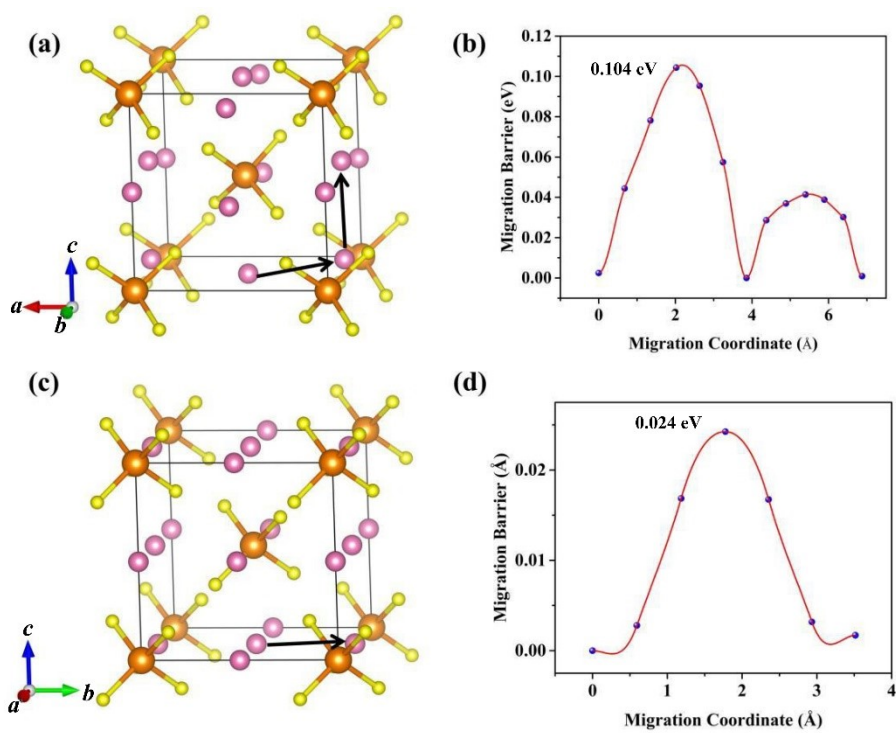 (a)
c
a
b
(b)
0.104 eV
Migration Barrier (eV)
0.10
0.08
0.06
0.04
0.02
0.00
0 2 4 6
Migration Coordinate (Å)
(c)
c
b
a
(d)
0.024 eV
Migration Barrier (Å)
0.02
0.01
0.00
0 1 2 3 4
Migration Coordinate (Å)